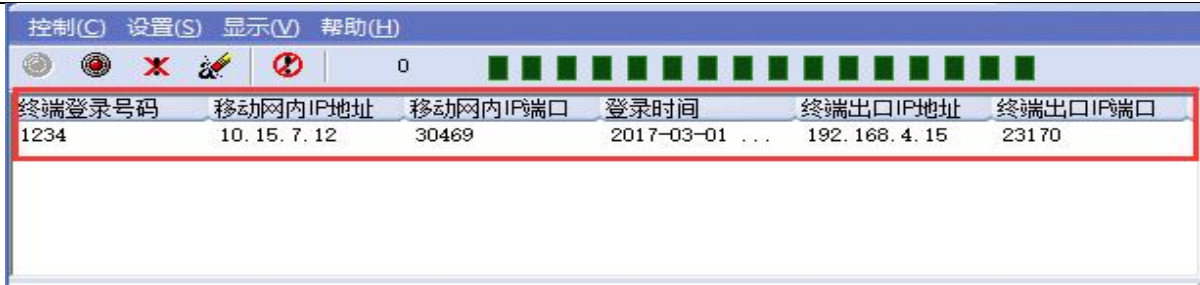 控制(C) 设置(S) 显示(V) 帮助(H)
0
终端登录号码 移动网内IP地址 移动网内IP端口 登录时间 终端出口IP地址 终端出口IP端口
1234 10.15.7.12 30469 2017-03-01 ... 192.168.4.15 23170